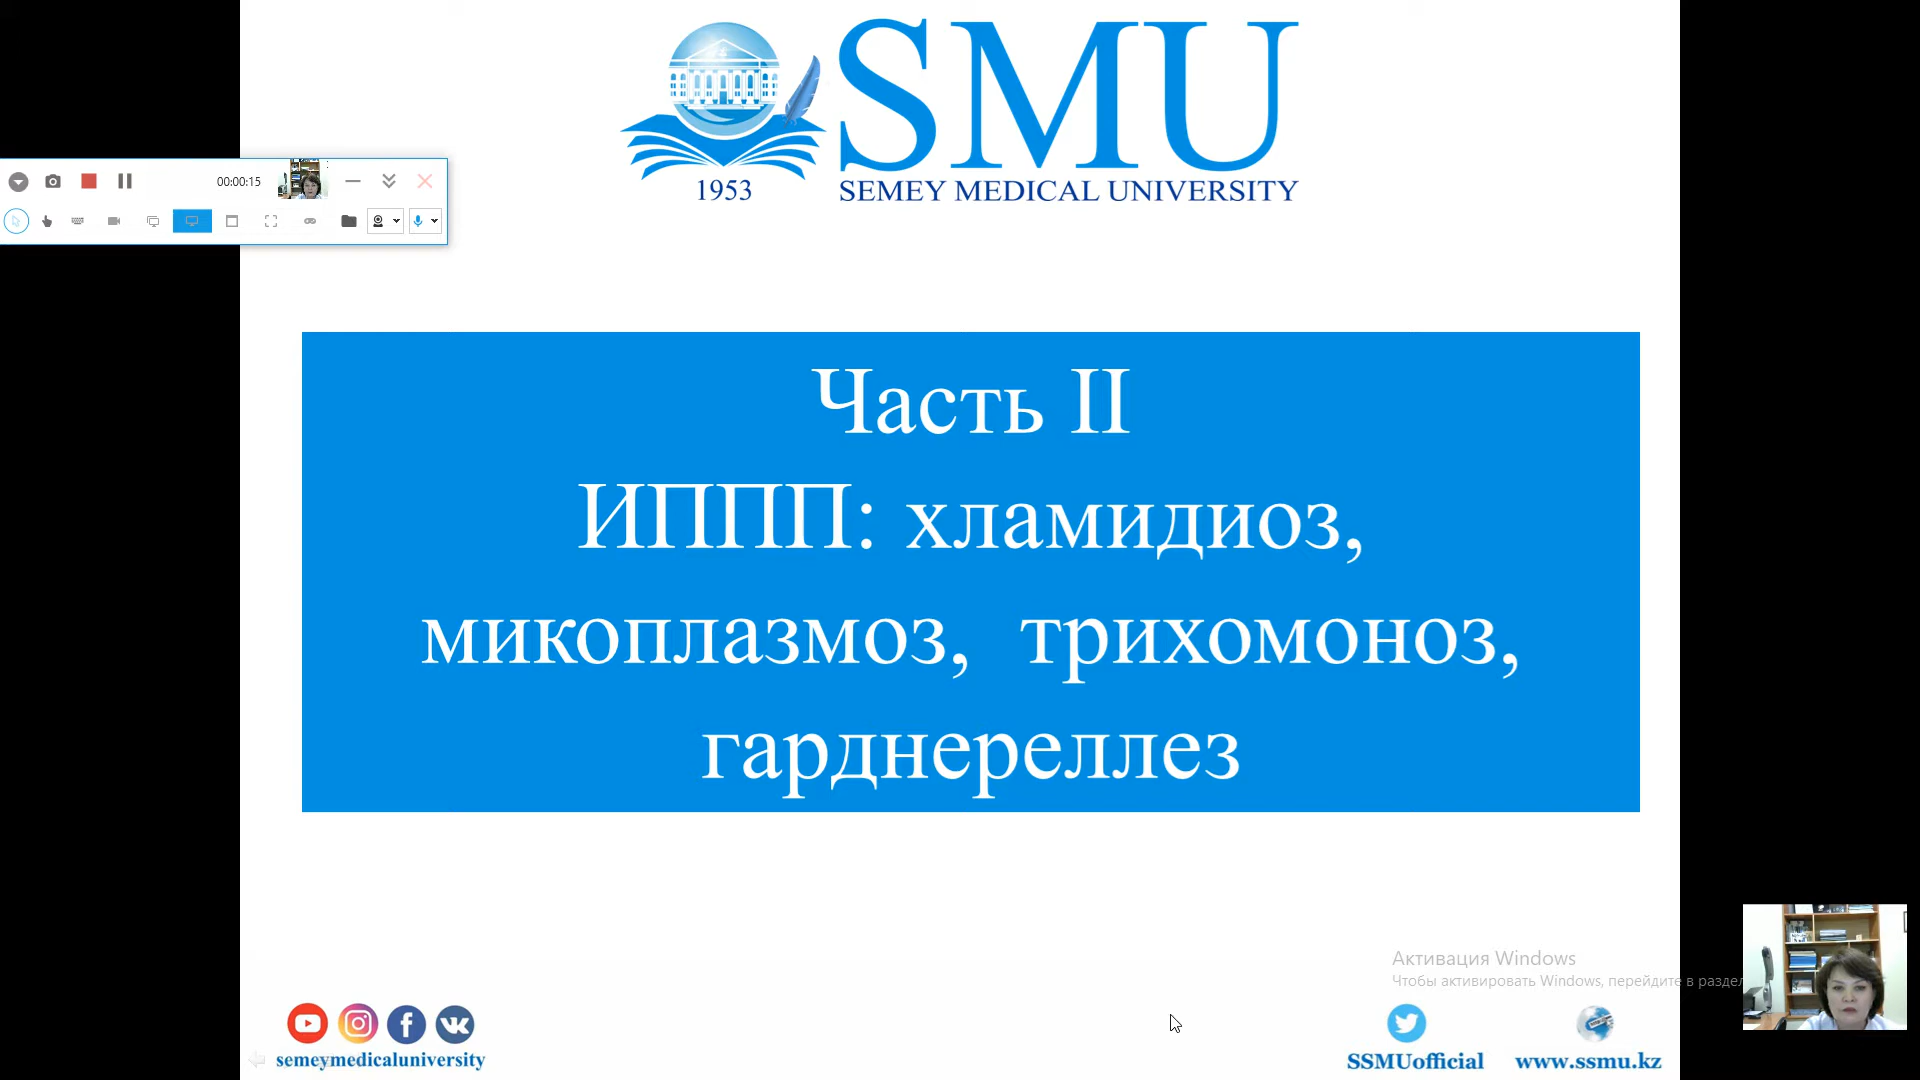 SMU
1953
SEMEY MEDICAL UNIVERSITY
00:00:15
Часть II
ИППП: хламидиоз,
микоплазмоз, трихомоноз,
гарднереллез
Активация Windows
Чтобы активировать Windows, перейдите в раздел
semeymedicaluniversity
SSMUofficial
www.ssmu.kz